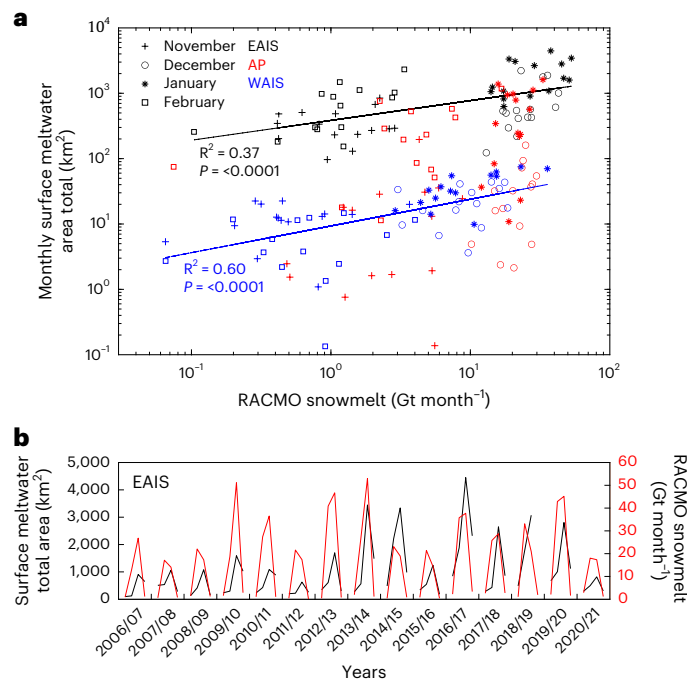 a
Monthly surface meltwater
area total (km²)
10⁴
10³
10²
10¹
10⁰
10⁻¹
November EAIS
December AP
January WAIS
February
R² = 0.37
P = <0.0001
R² = 0.60
P = <0.0001
10⁻¹ 10⁰ 10¹ 10²
RACMO snowmelt (Gt month⁻¹)
b
Surface meltwater
total area (km²)
5,000
4,000
3,000
2,000
1,000
0
EAIS
60
50
40
30
20
10
0
RACMO snowmelt
(Gt month⁻¹)
2006/07 2007/08 2008/09 2009/10 2010/11 2011/12 2012/13 2013/14 2014/15 2015/16 2016/17 2017/18 2018/19 2019/20 2020/21
Years